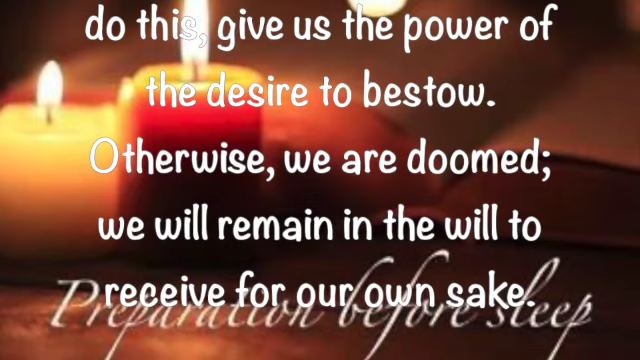 do this, give us the power of
the desire to bestow.
Otherwise, we are doomed;
we will remain in the will to
receive for our own sake.
Preparation before sleep